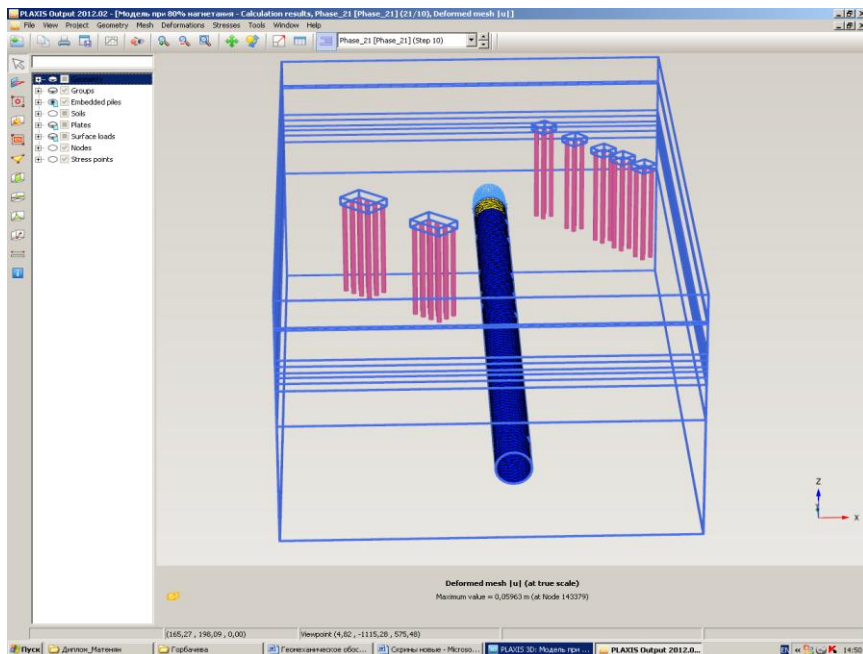 PLAXIS Output 2012.02 - [Модель при 80% нагнетания - Calculation results, Phase_21 [Phase_21] (21/10), Deformed mesh |u|]
File View Project Geometry Mesh Deformations Stresses Tools Window Help
Phase_21 [Phase_21] (Step 10)
Groups
Embedded piles
Soils
Plates
Surface loads
Nodes
Stress points
Z
X
Deformed mesh |u| (at true scale)
Maximum value = 0,05963 m (at Node 143379)
(165,27 , 198,09 , 0,00)
Viewpoint (4,82 , -1115,28 , 575,48)
Пуск
Диплон_Матенян
Горбачева
Геомеханическое обос...
Скрины новые - Microso...
PLAXIS 3D: Модель при ...
PLAXIS Output 2012.0...
EN